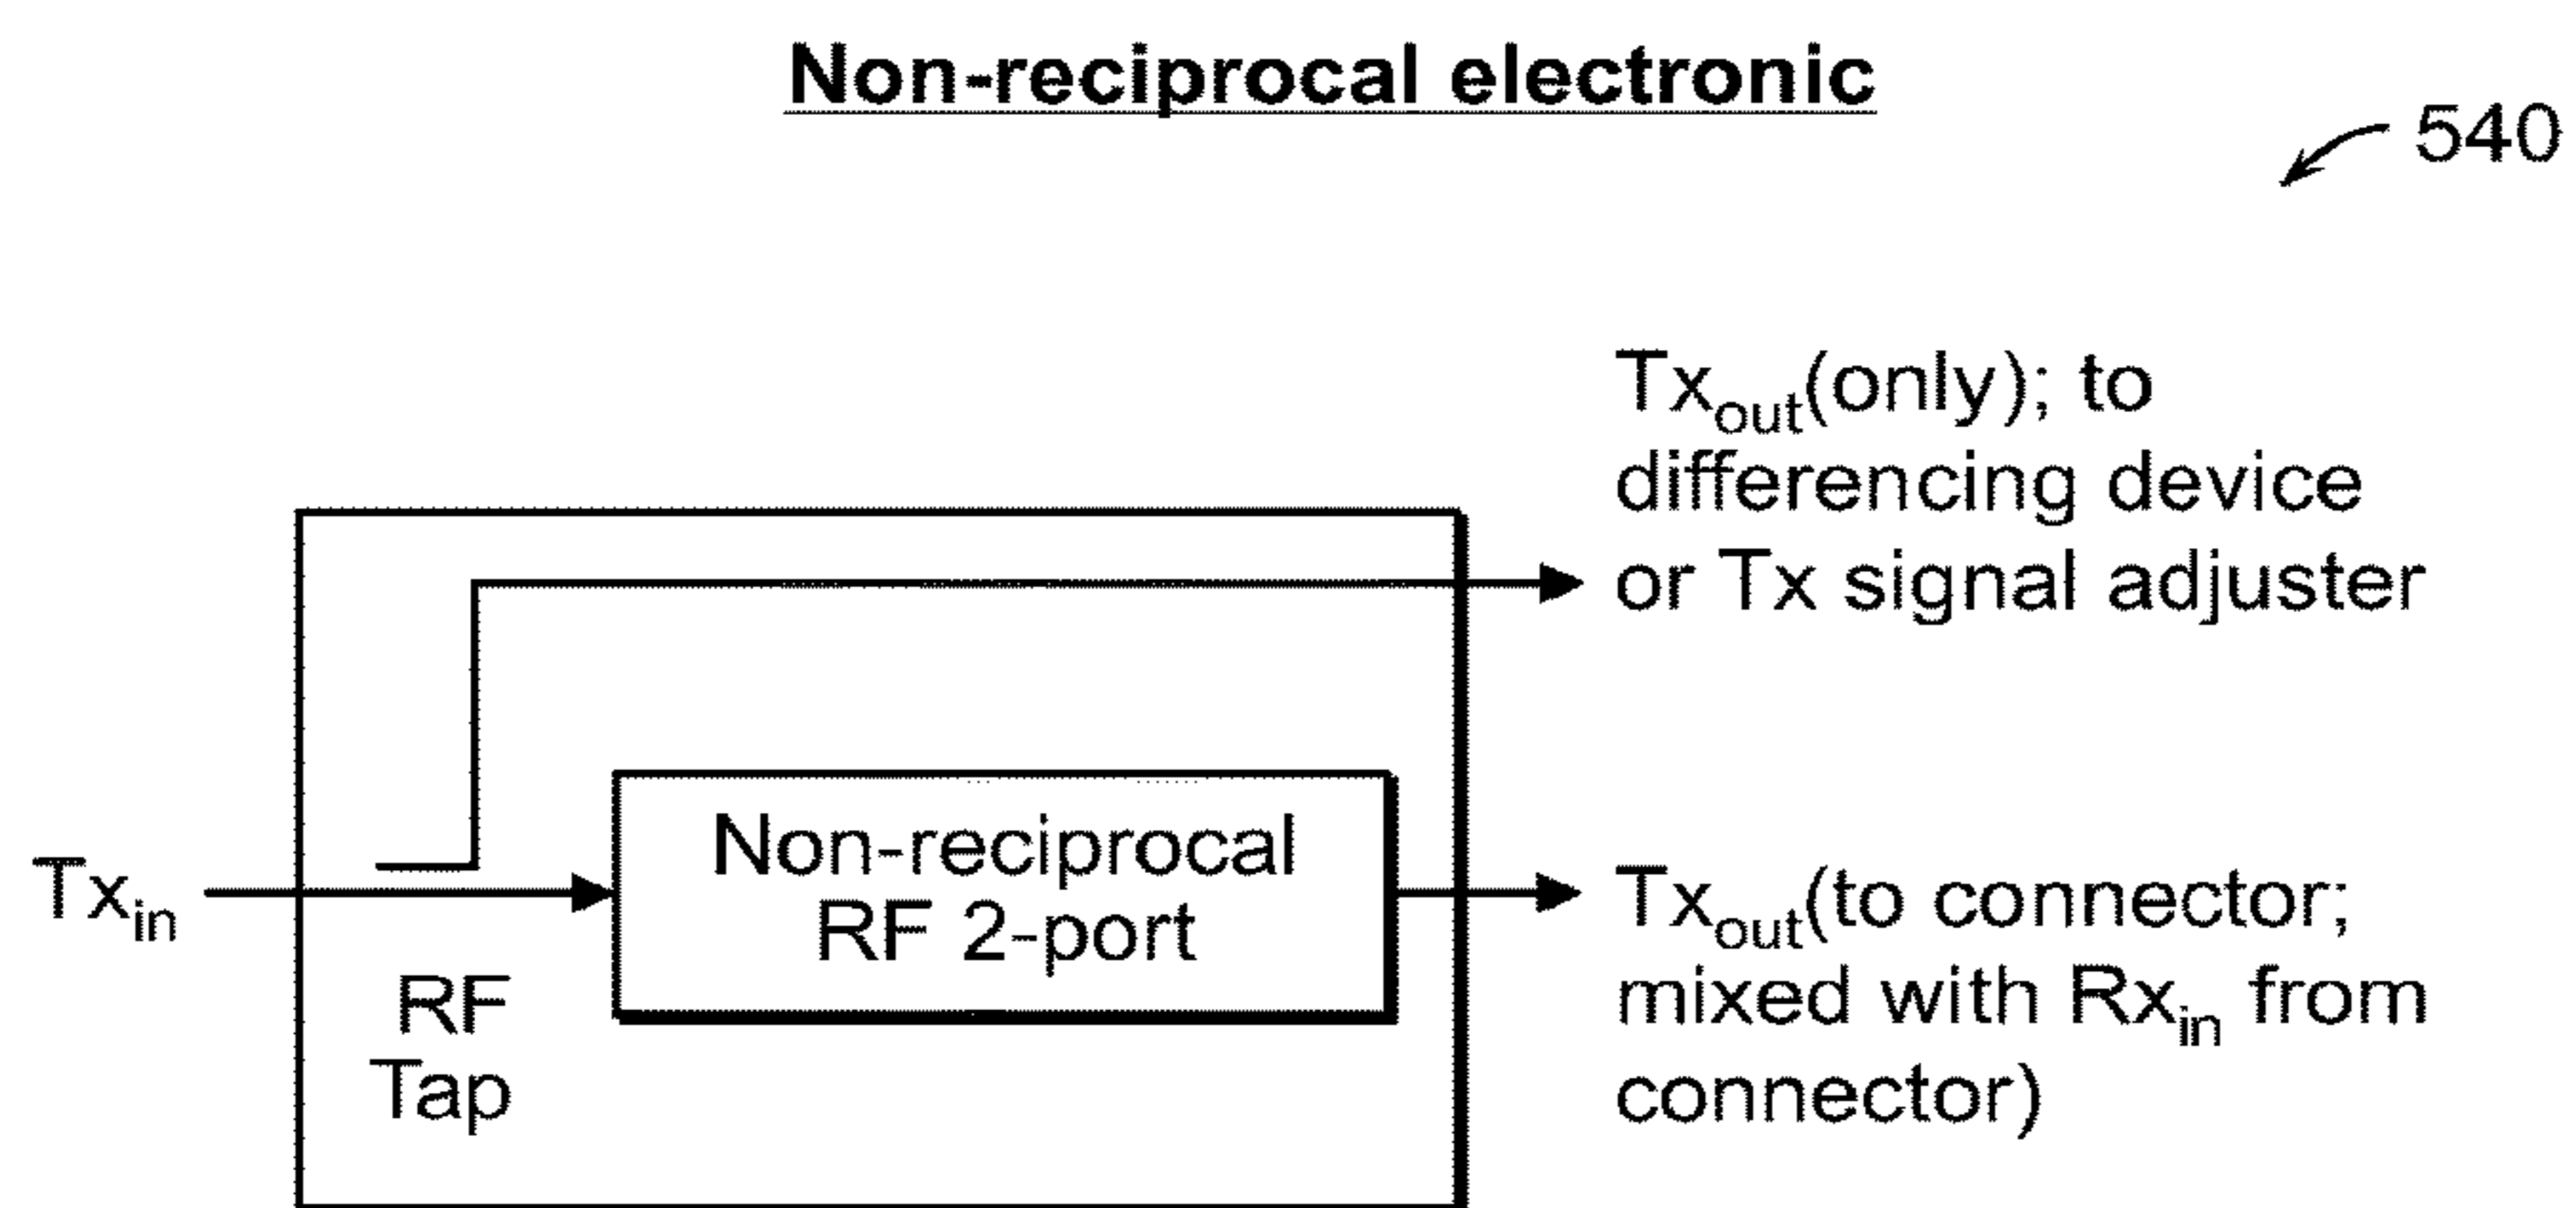 Non-reciprocal electronic
540
Tx_out(only); to
differencing device
or Tx signal adjuster
Non-reciprocal
RF 2-port
Tx_in
RF
Tap
Tx_out(to connector;
mixed with Rx_in from
connector)